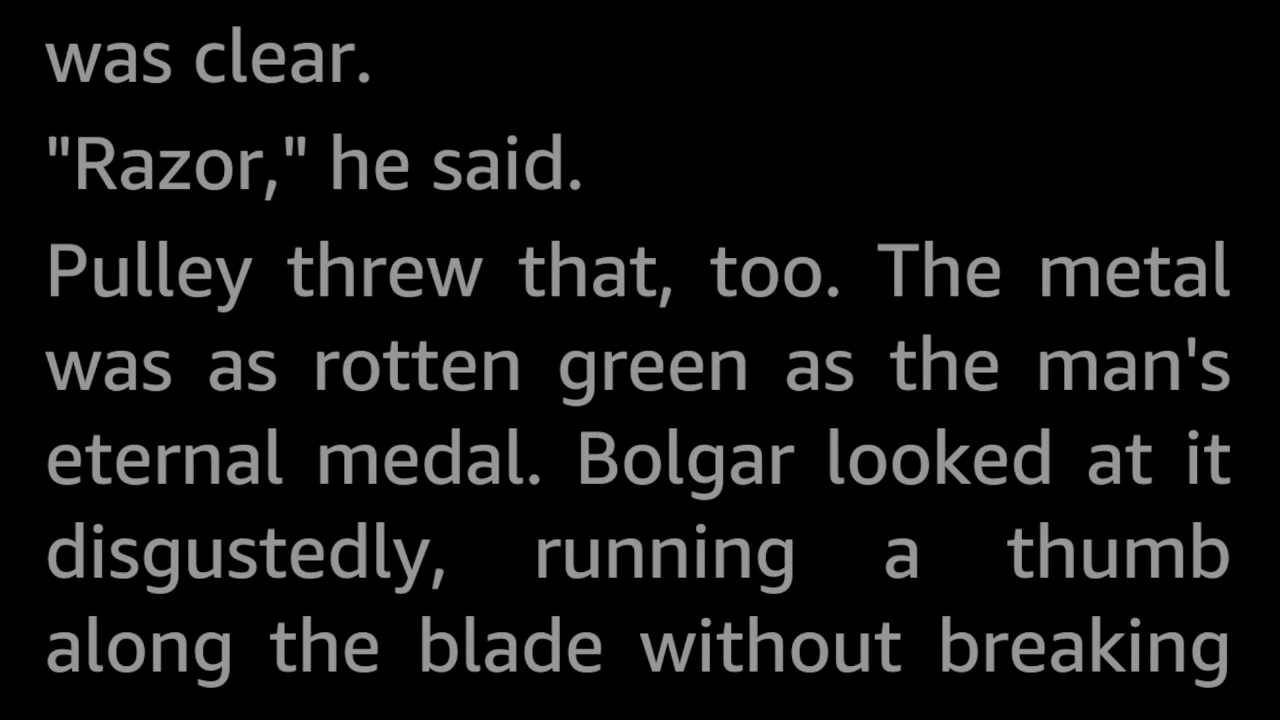 was clear.
"Razor," he said.
Pulley threw that, too. The metal
was as rotten green as the man's
eternal medal. Bolgar looked at it
disgustedly, running a thumb
along the blade without breaking